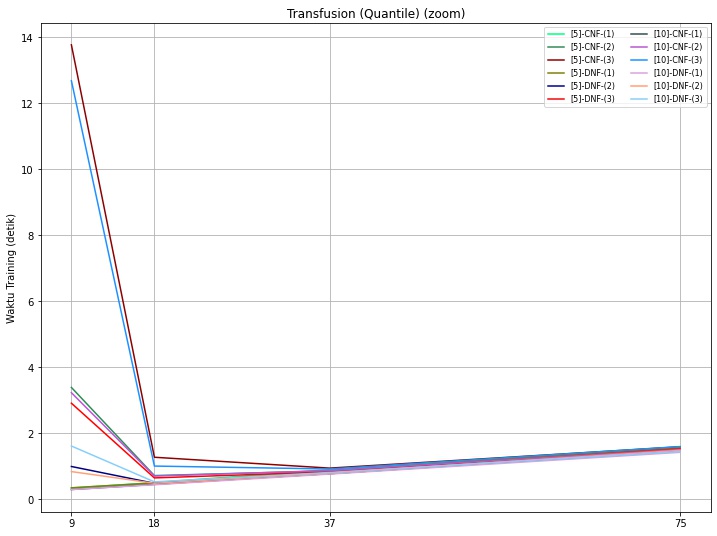 Transfusion (Quantile) (zoom)
[5]-CNF-(1) [10]-CNF-(1)
[5]-CNF-(2) [10]-CNF-(2)
[5]-CNF-(3) [10]-CNF-(3)
[5]-DNF-(1) [10]-DNF-(1)
[5]-DNF-(2) [10]-DNF-(2)
[5]-DNF-(3) [10]-DNF-(3)
Waktu Training (detik)
14
12
10
8
6
4
2
0
9 18 37 75